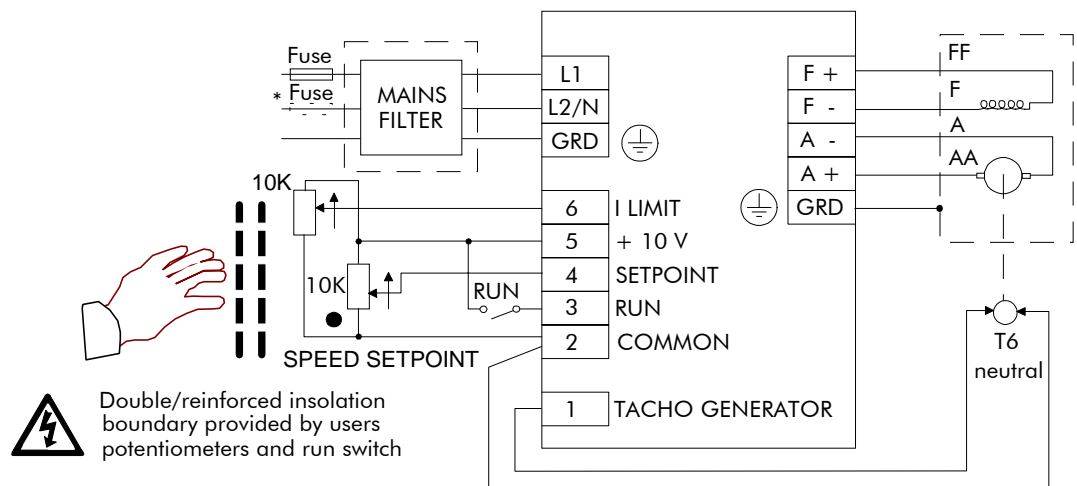 Fuse
* Fuse
MAINS
FILTER
L1
L2/N
GRD
F +
F -
A -
A +
GRD
FF
F
A
AA
10K
10K
6 I LIMIT
5 + 10 V
4 SETPOINT
RUN 3 RUN
2 COMMON
SPEED SETPOINT
1 TACHO GENERATOR
T6
neutral
Double/reinforced insolation
boundary provided by users
potentiometers and run switch